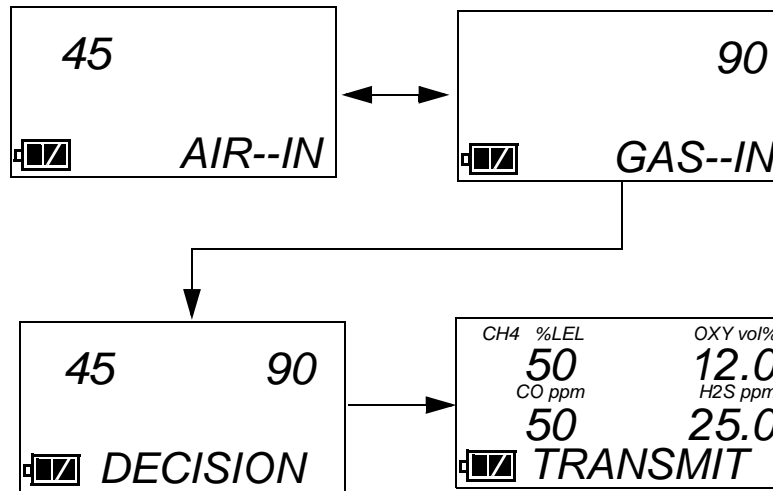 45
AIR--IN
90
GAS--IN
45 90
DECISION
CH4 %LEL OXY vol%
50 12.0
CO ppm H2S ppm
50 25.0
TRANSMIT